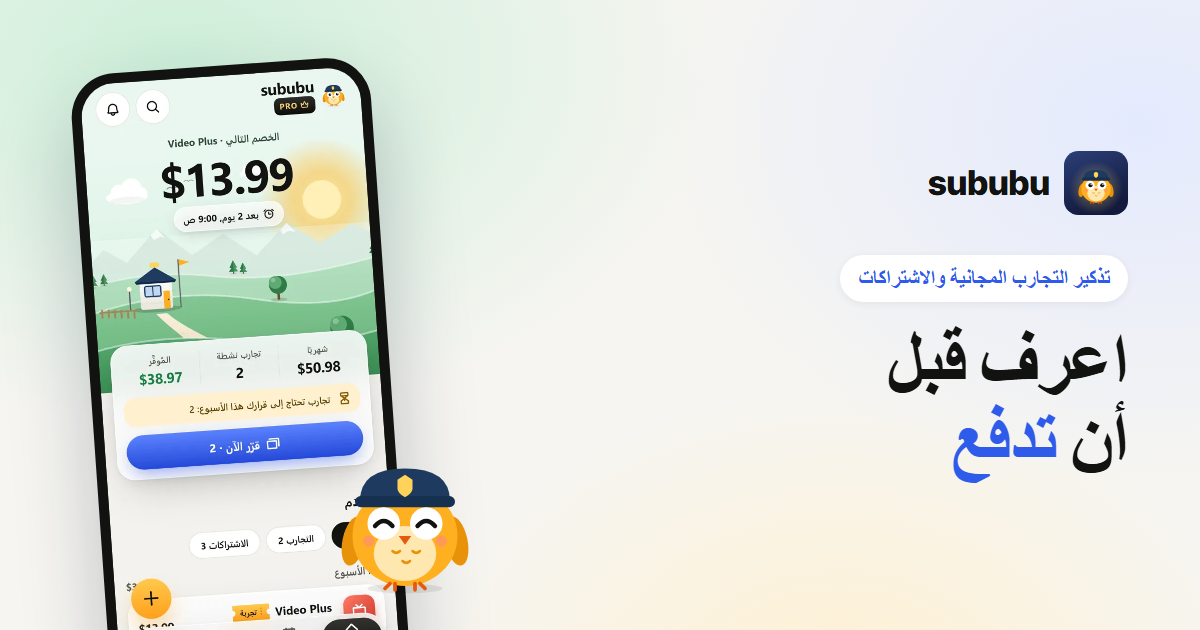 sububu
تذكير التجارب المجانية والاشتراكات
اعرف قبل
أن تدفع
sububu
PRO
الخصم التالي · Video Plus
$13.99
بعد 2 يوم, 9:00 ص
شهريًا
$50.98
تجارب نشطة
2
المُوفَّر
$38.97
تجارب تحتاج إلى قرارك هذا الأسبوع: 2
قرّر الآن · 2
التجارب 2
الاشتراكات 3
الأسبوع
Video Plus
تجربة